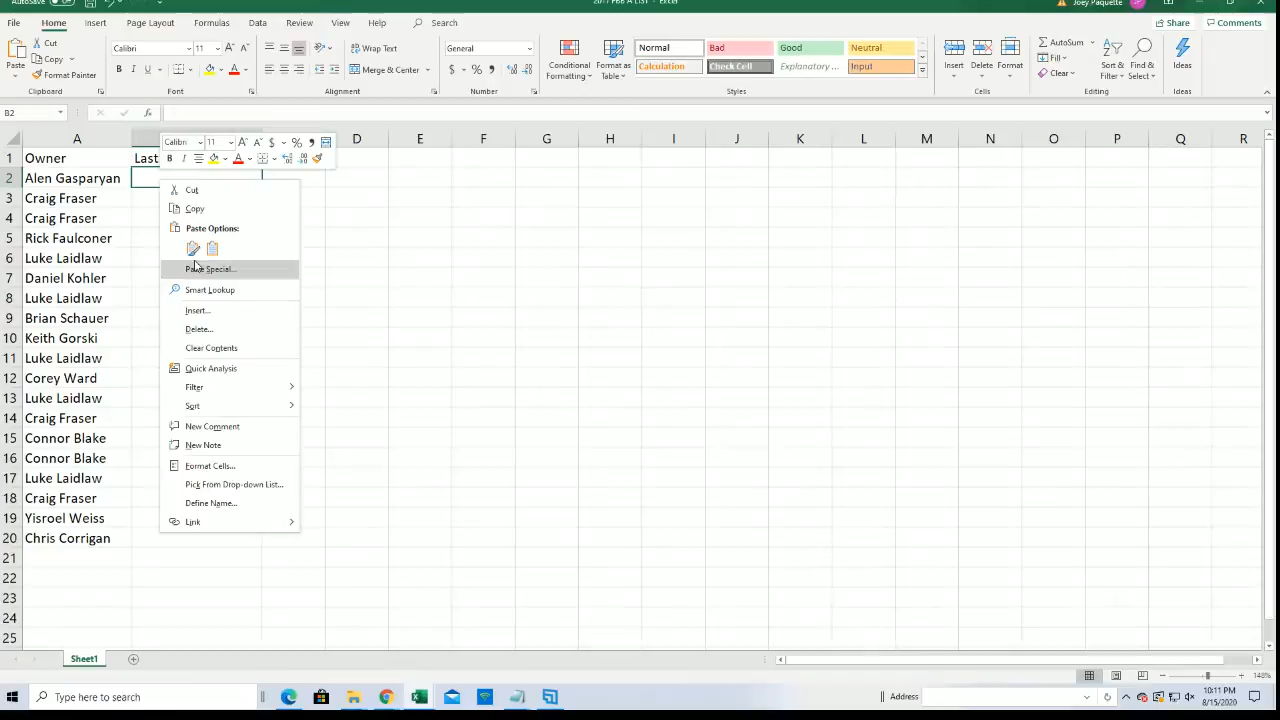 AutoSave
2017 PBB A LIST - Excel
Joey Paquette
File Home Insert Page Layout Formulas Data Review View Help Search
Share Comments
Paste Cut Copy Format Painter
Calibri 11
B I U
Wrap Text
Merge & Center
General
$ %
Conditional Formatting
Format as Table
Normal Bad Good Neutral
Calculation Check Cell Explanatory ... Input
Insert Delete Format
AutoSum Fill Clear
Sort & Filter
Find & Select
Ideas
Clipboard Font Alignment Number Styles Cells Editing Ideas
B2 fx
A D E F G H I J K L M N O P Q R
Calibri 11 A A $ % 9
B I A
1 Owner Last
2 Alen Gasparyan
3 Craig Fraser
4 Craig Fraser
5 Rick Faulconer
6 Luke Laidlaw
7 Daniel Kohler
8 Luke Laidlaw
9 Brian Schauer
10 Keith Gorski
11 Luke Laidlaw
12 Corey Ward
13 Luke Laidlaw
14 Craig Fraser
15 Connor Blake
16 Connor Blake
17 Luke Laidlaw
18 Craig Fraser
19 Yisroel Weiss
20 Chris Corrigan
21
22
23
24
25
Cut
Copy
Paste Options:
Paste Special...
Smart Lookup
Insert...
Delete...
Clear Contents
Quick Analysis
Filter
Sort
New Comment
New Note
Format Cells...
Pick From Drop-down List...
Define Name...
Link
Sheet1
148%
Type here to search
Address
10:11 PM
8/15/2020